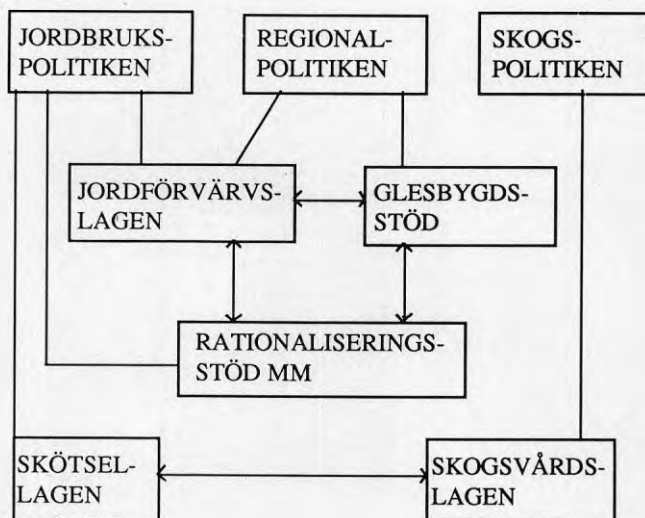 JORDBRUKS-
POLITIKEN
REGIONAL-
POLITIKEN
SKOGS-
POLITIKEN
JORDFÖRVÄRVS-
LAGEN
GLESBYGDS-
STÖD
RATIONALISERINGS-
STÖD MM
SKÖTSEL-
LAGEN
SKOGSVÅRDS-
LAGEN